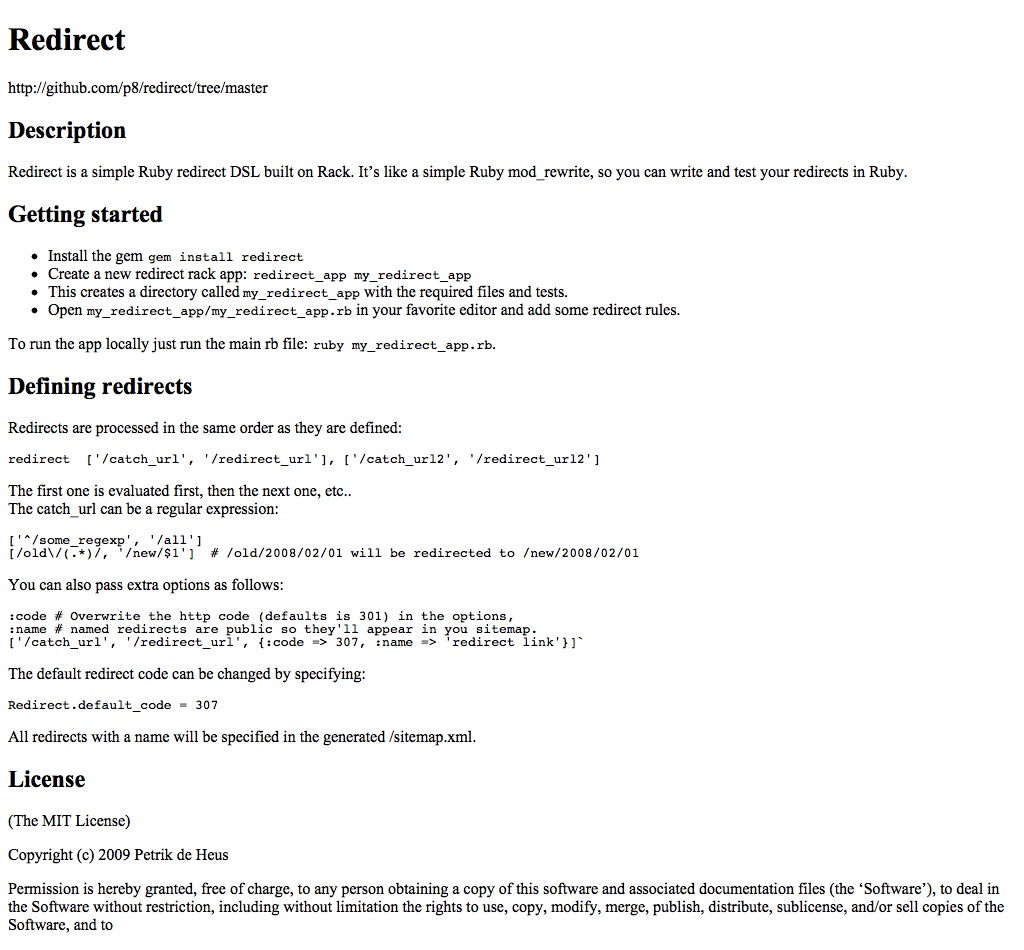 Redirect
http://github.com/p8/redirect/tree/master
Description
Redirect is a simple Ruby redirect DSL built on Rack. It’s like a simple Ruby mod_rewrite, so you can write and test your redirects in Ruby.
Getting started
• Install the gem gem install redirect
• Create a new redirect rack app: redirect_app my_redirect_app
• This creates a directory called my_redirect_app with the required files and tests.
• Open my_redirect_app/my_redirect_app.rb in your favorite editor and add some redirect rules.
To run the app locally just run the main rb file: ruby my_redirect_app.rb.
Defining redirects
Redirects are processed in the same order as they are defined:
redirect  ['/catch_url', '/redirect_url'], ['/catch_url2', '/redirect_url2']
The first one is evaluated first, then the next one, etc..
The catch_url can be a regular expression:
['^/some_regexp', '/all']
[/old\/(.*)/, '/new/$1']  # /old/2008/02/01 will be redirected to /new/2008/02/01
You can also pass extra options as follows:
:code # Overwrite the http code (defaults is 301) in the options,
:name # named redirects are public so they'll appear in you sitemap.
['/catch_url', '/redirect_url', {:code => 307, :name => 'redirect link'}]`
The default redirect code can be changed by specifying:
Redirect.default_code = 307
All redirects with a name will be specified in the generated /sitemap.xml.
License
(The MIT License)
Copyright (c) 2009 Petrik de Heus
Permission is hereby granted, free of charge, to any person obtaining a copy of this software and associated documentation files (the ‘Software’), to deal in
the Software without restriction, including without limitation the rights to use, copy, modify, merge, publish, distribute, sublicense, and/or sell copies of the
Software, and to